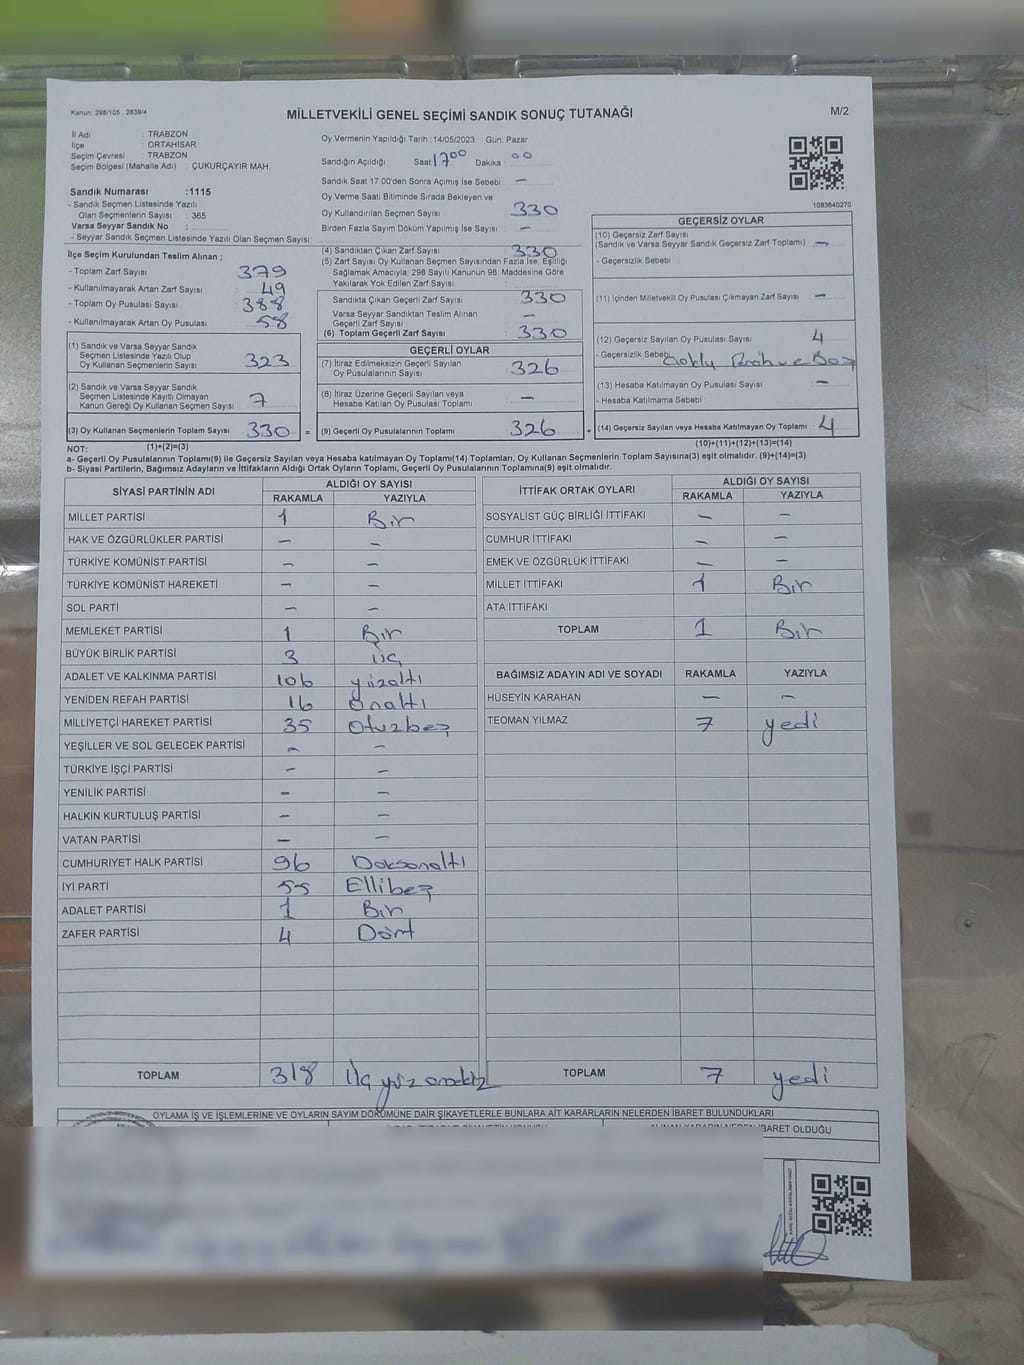 Kanun: 298/105 , 2839/4
MİLLETVEKİLİ GENEL SEÇİMİ SANDIK SONUÇ TUTANAĞI
M/2
İl Adı : TRABZON
İlçe : ORTAHİSAR
Seçim Çevresi : TRABZON
Seçim Bölgesi (Mahalle Adı) : ÇUKURÇAYIR MAH.
Sandık Numarası :1115
- Sandık Seçmen Listesinde Yazılı
Olan Seçmenlerin Sayısı : 365
Varsa Seyyar Sandık No :
- Seyyar Sandık Seçmen Listesinde Yazılı Olan Seçmen Sayısı:
Oy Vermenin Yapıldığı Tarih :14/05/2023 Gün: Pazar
Sandığın Açıldığı Saat 17 00 Dakika 00
Sandık Saat 17.00'den Sonra Açımış İse Sebebi : –
Oy Verme Saati Bitiminde Sırada Bekleyen ve
Oy Kullandırılan Seçmen Sayısı 330
Birden Fazla Sayım Döküm Yapılmış İse Sayısı : –
1083640270
İlçe Seçim Kurulundan Teslim Alınan ;
- Toplam Zarf Sayısı : 379
- Kullanılmayarak Artan Zarf Sayısı : 49
- Toplam Oy Pusulası Sayısı : 388
- Kullanılmayarak Artan Oy Pusulası : 58
(4) Sandıktan Çıkan Zarf Sayısı : 330
(5) Zarf Sayısı Oy Kullanan Seçmen Sayısından Fazla İse, Eşitliği
Sağlamak Amacıyla; 298 Sayılı Kanunun 98. Maddesine Göre
Yakılarak Yok Edilen Zarf Sayısı :
Sandıkta Çıkan Geçerli Zarf Sayısı : 330
Varsa Seyyar Sandıktan Teslim Alınan
Geçerli Zarf Sayısı : –
(6) Toplam Geçerli Zarf Sayısı : 330
GEÇERSİZ OYLAR
(10) Geçersiz Zarf Sayısı
(Sandık ve Varsa Seyyar Sandık Geçersiz Zarf Toplamı) : –
- Geçersizlik Sebebi :
(11) İçinden Milletvekili Oy Pusulası Çıkmayan Zarf Sayısı : –
(12) Geçersiz Sayılan Oy Pusulası Sayısı : 4
- Geçersizlik Sebebi
(13) Hesaba Katılmayan Oy Pusulası Sayısı : –
- Hesaba Katılmama Sebebi :
(14) Geçersiz Sayılan veya Hesaba Katılmayan Oy Toplamı : 4
(10)+(11)+(12)+(13)=(14)
(1) Sandık ve Varsa Seyyar Sandık
Seçmen Listesinde Yazılı Olup
Oy Kullanan Seçmenlerin Sayısı : 323
(2) Sandık ve Varsa Seyyar Sandık
Seçmen Listesinde Kayıtlı Olmayan
Kanun Gereği Oy Kullanan Seçmen Sayısı : 7
(3) Oy Kullanan Seçmenlerin Toplam Sayısı : 330 =
(1)+(2)=(3)
GEÇERLİ OYLAR
(7) İtiraz Edilmeksizin Geçerli Sayılan
Oy Pusulalarının Sayısı : 326
(8) İtiraz Üzerine Geçerli Sayılan veya
Hesaba Katılan Oy Pusulası Toplamı : –
(9) Geçerli Oy Pusulalarının Toplamı : 326 +
NOT:
a- Geçerli Oy Pusulalarının Toplamı(9) ile Geçersiz Sayılan veya Hesaba Katılmayan Oy Toplamı(14) Toplamları, Oy Kullanan Seçmenlerin Toplam Sayısına(3) eşit olmalıdır. (9)+(14)=(3)
b- Siyasi Partilerin, Bağımsız Adayların ve İttifakların Aldığı Ortak Oyların Toplamı, Geçerli Oy Pusulalarının Toplamına(9) eşit olmalıdır.
SİYASİ PARTİNİN ADI ALDIĞI OY SAYISI
RAKAMLA YAZIYLA
MİLLET PARTİSİ 1 Bir
HAK VE ÖZGÜRLÜKLER PARTİSİ – –
TÜRKİYE KOMÜNİST PARTİSİ – –
TÜRKİYE KOMÜNİST HAREKETİ – –
SOL PARTİ – –
MEMLEKET PARTİSİ 1 Bir
BÜYÜK BİRLİK PARTİSİ 3 üç
ADALET VE KALKINMA PARTİSİ 106 yüzaltı
YENİDEN REFAH PARTİSİ 16 onaltı
MİLLİYETÇİ HAREKET PARTİSİ 35 Otuzbeş
YEŞİLLER VE SOL GELECEK PARTİSİ – –
TÜRKİYE İŞÇİ PARTİSİ – –
YENİLİK PARTİSİ – –
HALKIN KURTULUŞ PARTİSİ – –
VATAN PARTİSİ – –
CUMHURİYET HALK PARTİSİ 96 Doksanaltı
İYİ PARTİ 55 Ellibeş
ADALET PARTİSİ 1 Bir
ZAFER PARTİSİ 4 Dört
TOPLAM 318 üç yüz onsekiz
İTTİFAK ORTAK OYLARI ALDIĞI OY SAYISI
RAKAMLA YAZIYLA
SOSYALİST GÜÇ BİRLİĞİ İTTİFAKI – –
CUMHUR İTTİFAKI – –
EMEK VE ÖZGÜRLÜK İTTİFAKI – –
MİLLET İTTİFAKI 1 Bir
ATA İTTİFAKI
TOPLAM 1 Bir
BAĞIMSIZ ADAYIN ADI VE SOYADI RAKAMLA YAZIYLA
HÜSEYİN KARAHAN – –
TEOMAN YILMAZ 7 yedi
TOPLAM 7 yedi
OYLAMA İŞ VE İŞLEMLERİNE VE OYLARIN SAYIM DÖKÜMÜNE DAİR ŞİKAYETLERLE BUNLARA AİT KARARLARIN NELERDEN İBARET BULUNDUKLARI
ALINAN KARARIN NEDEN İBARET OLDUĞU